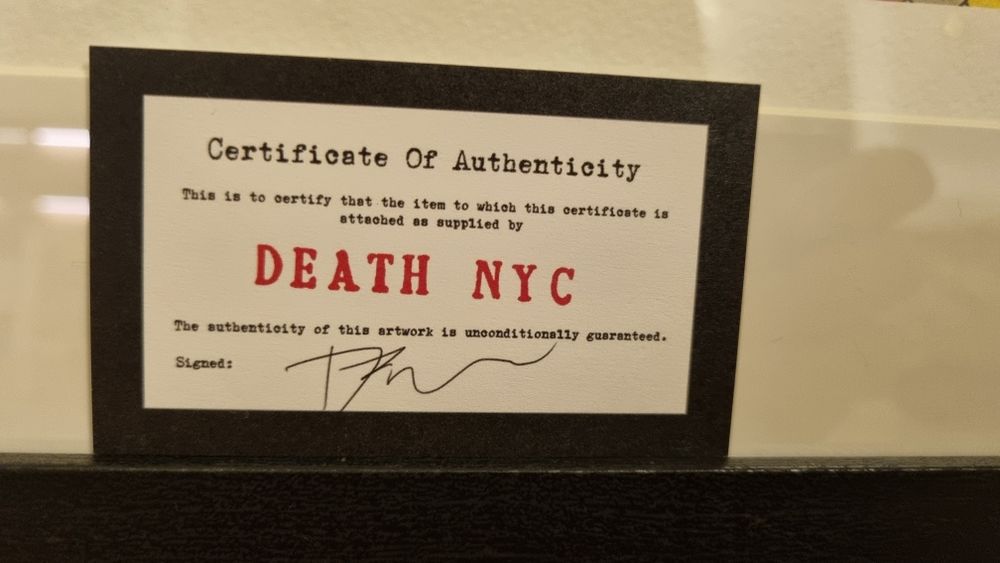 Certificate Of Authenticity
This is to certify that the item to which this certificate is
attached as supplied by
DEATH NYC
The authenticity of this artwork is unconditionally guaranteed.
Signed: